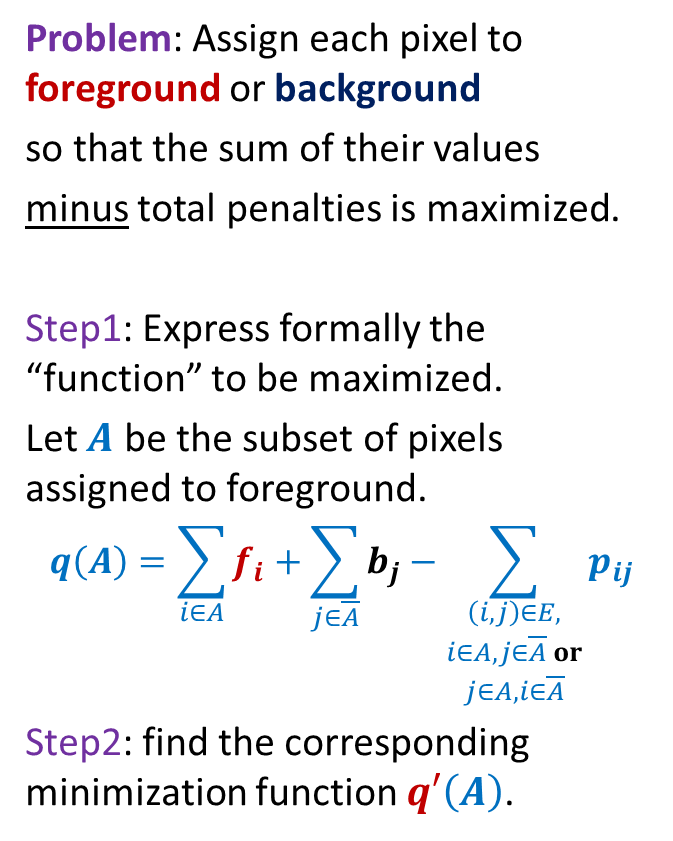 Problem: Assign each pixel to
foreground or background
so that the sum of their values
minus total penalties is maximized.
Step1: Express formally the
“function” to be maximized.
Let A be the subset of pixels
assigned to foreground.
q(A) = ∑_{i∈A} f_i + ∑_{j∈A̅} b_j − ∑_{(i,j)∈E, i∈A,j∈A̅ or j∈A,i∈A̅} p_{ij}
Step2: find the corresponding
minimization function q′(A).